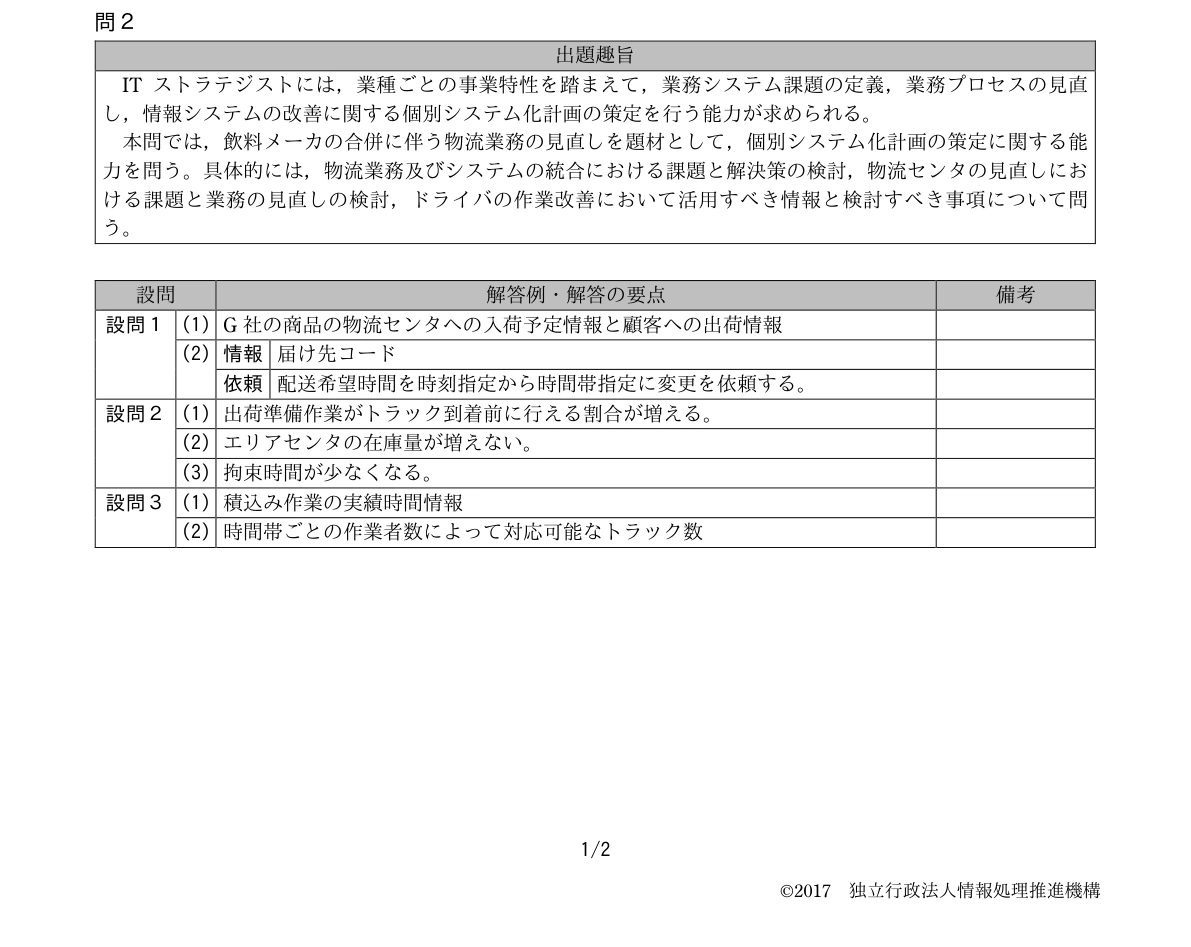 問２
出題趣旨
IT ストラテジストには，業種ごとの事業特性を踏まえて，業務システム課題の定義，業務プロセスの見直
し，情報システムの改善に関する個別システム化計画の策定を行う能力が求められる。
本問では，飲料メーカの合併に伴う物流業務の見直しを題材として，個別システム化計画の策定に関する能
力を問う。具体的には，物流業務及びシステムの統合における課題と解決策の検討，物流センタの見直しにお
ける課題と業務の見直しの検討，ドライバの作業改善において活用すべき情報と検討すべき事項について問
う。
設問 解答例・解答の要点 備考
設問１ (1) G 社の商品の物流センタへの入荷予定情報と顧客への出荷情報
(2) 情報 届け先コード
依頼 配送希望時間を時刻指定から時間帯指定に変更を依頼する。
設問２ (1) 出荷準備作業がトラック到着前に行える割合が増える。
(2) エリアセンタの在庫量が増えない。
(3) 拘束時間が少なくなる。
設問３ (1) 積込み作業の実績時間情報
(2) 時間帯ごとの作業者数によって対応可能なトラック数
1/2
©2017 独立行政法人情報処理推進機構